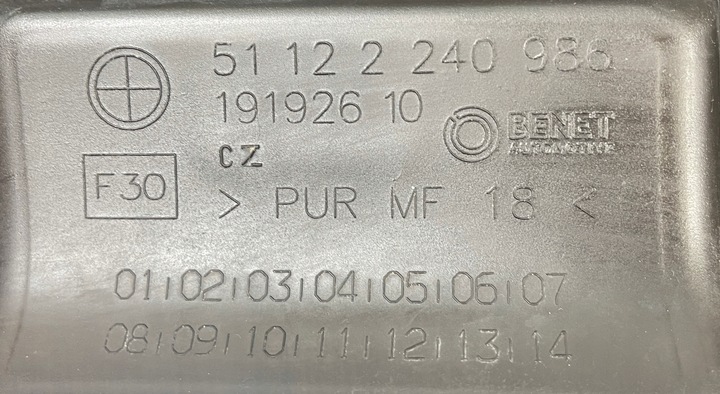 51 12 2 240 986
191926 10
BENET
AUTOMOTIVE
CZ
F30
> PUR MF 18 <
01 02 03 04 05 06 07
08 09 10 11 12 13 14